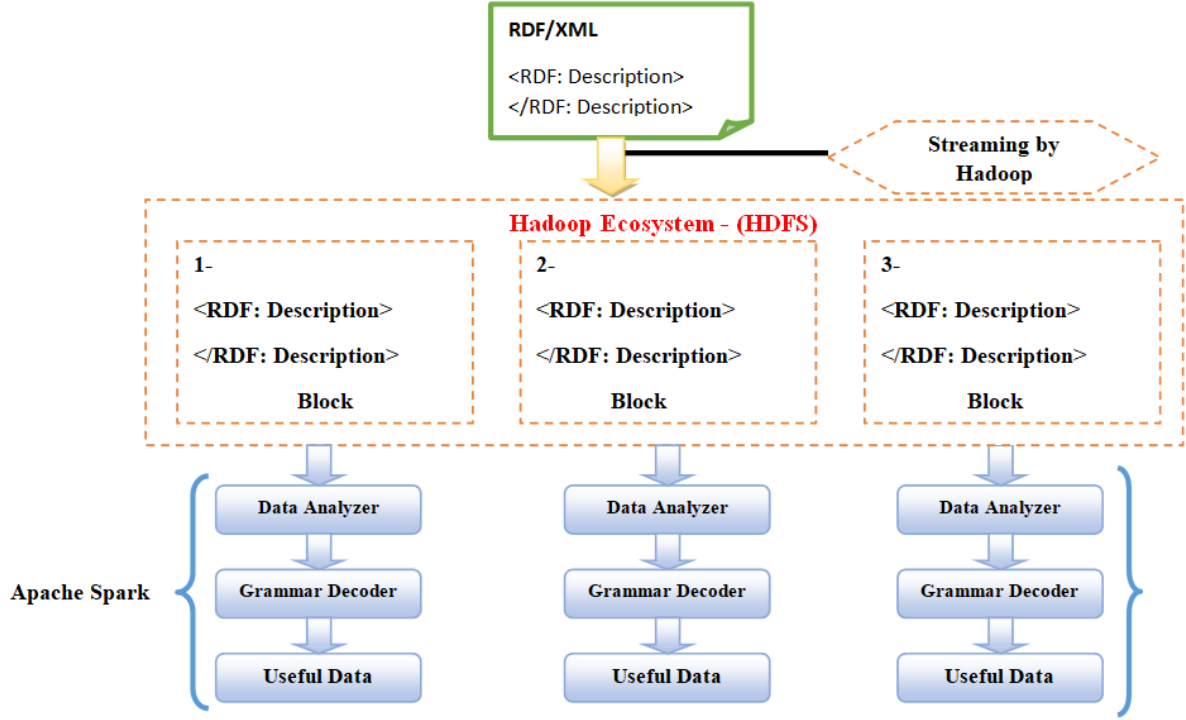 RDF/XML
<RDF: Description>
</RDF: Description>
Streaming by
Hadoop
Hadoop Ecosystem - (HDFS)
1-
<RDF: Description>
</RDF: Description>
Block
2-
<RDF: Description>
</RDF: Description>
Block
3-
<RDF: Description>
</RDF: Description>
Block
Apache Spark
Data Analyzer
Grammar Decoder
Useful Data
Data Analyzer
Grammar Decoder
Useful Data
Data Analyzer
Grammar Decoder
Useful Data